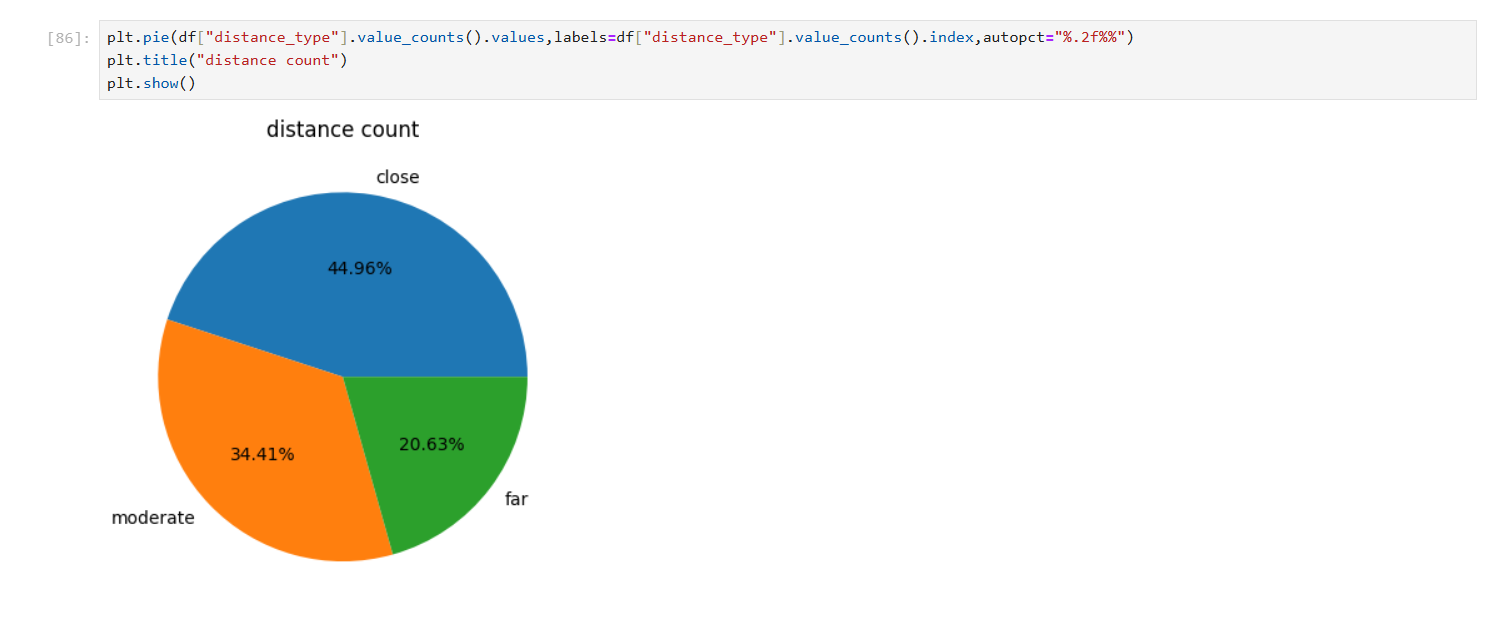 [86]: plt.pie(df["distance_type"].value_counts().values,labels=df["distance_type"].value_counts().index,autopct="%.2f%%")
plt.title("distance count")
plt.show()
distance count
close
44.96%
34.41%
20.63%
far
moderate